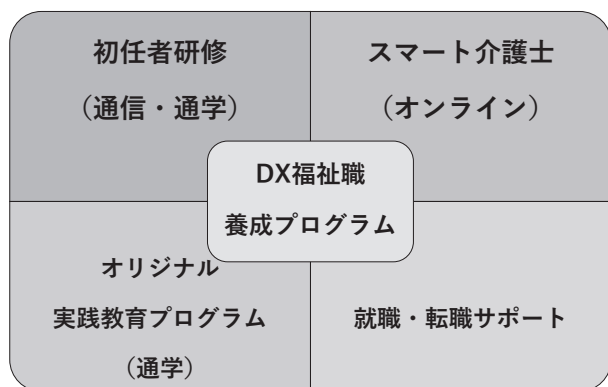 初任者研修
（通信・通学）
スマート介護士
（オンライン）
DX福祉職
養成プログラム
オリジナル
実践教育プログラム
（通学）
就職・転職サポート